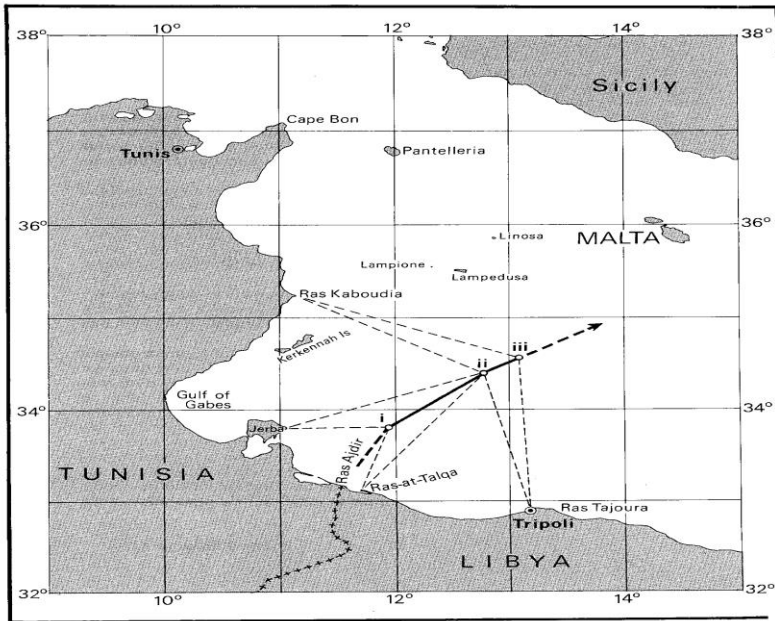 10°
12°
14°
38°
38°
Sicily
Cape Bon
Tunis
Pantelleria
36°
36°
Linosa
MALTA
Lampione
Lampedusa
Ras Kaboudia
iii
ii
Kerkennah Is
Gulf of
Gabes
34°
34°
i
Jerba
Ras Ajdir
TUNISIA
Ras-at-Talqa
Ras Tajoura
Tripoli
LIBYA
32°
32°
10°
12°
14°